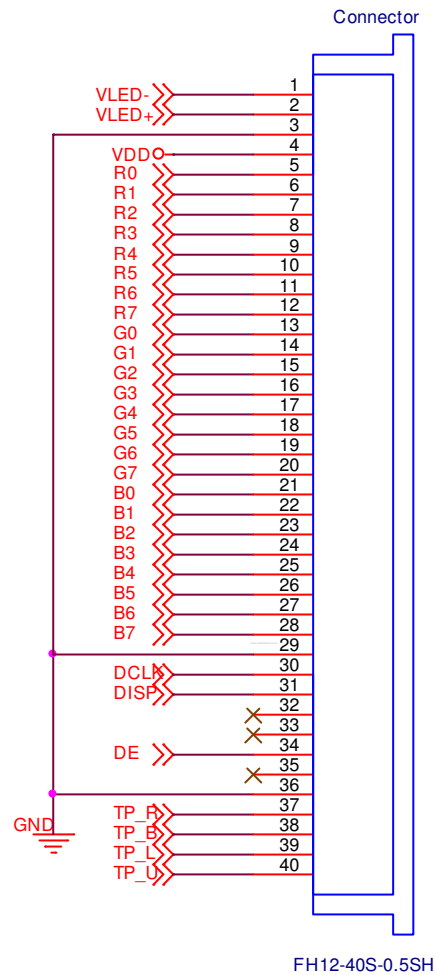 Connector
VLED- 1
VLED+ 2
3
VDD 4
R0 5
R1 6
R2 7
R3 8
R4 9
R5 10
R6 11
R7 12
G0 13
G1 14
G2 15
G3 16
G4 17
G5 18
G6 19
G7 20
B0 21
B1 22
B2 23
B3 24
B4 25
B5 26
B6 27
B7 28
29
DCLK 30
DISP 31
32
33
DE 34
35
36
TP_R 37
GND
TP_B 38
TP_L 39
TP_U 40
FH12-40S-0.5SH